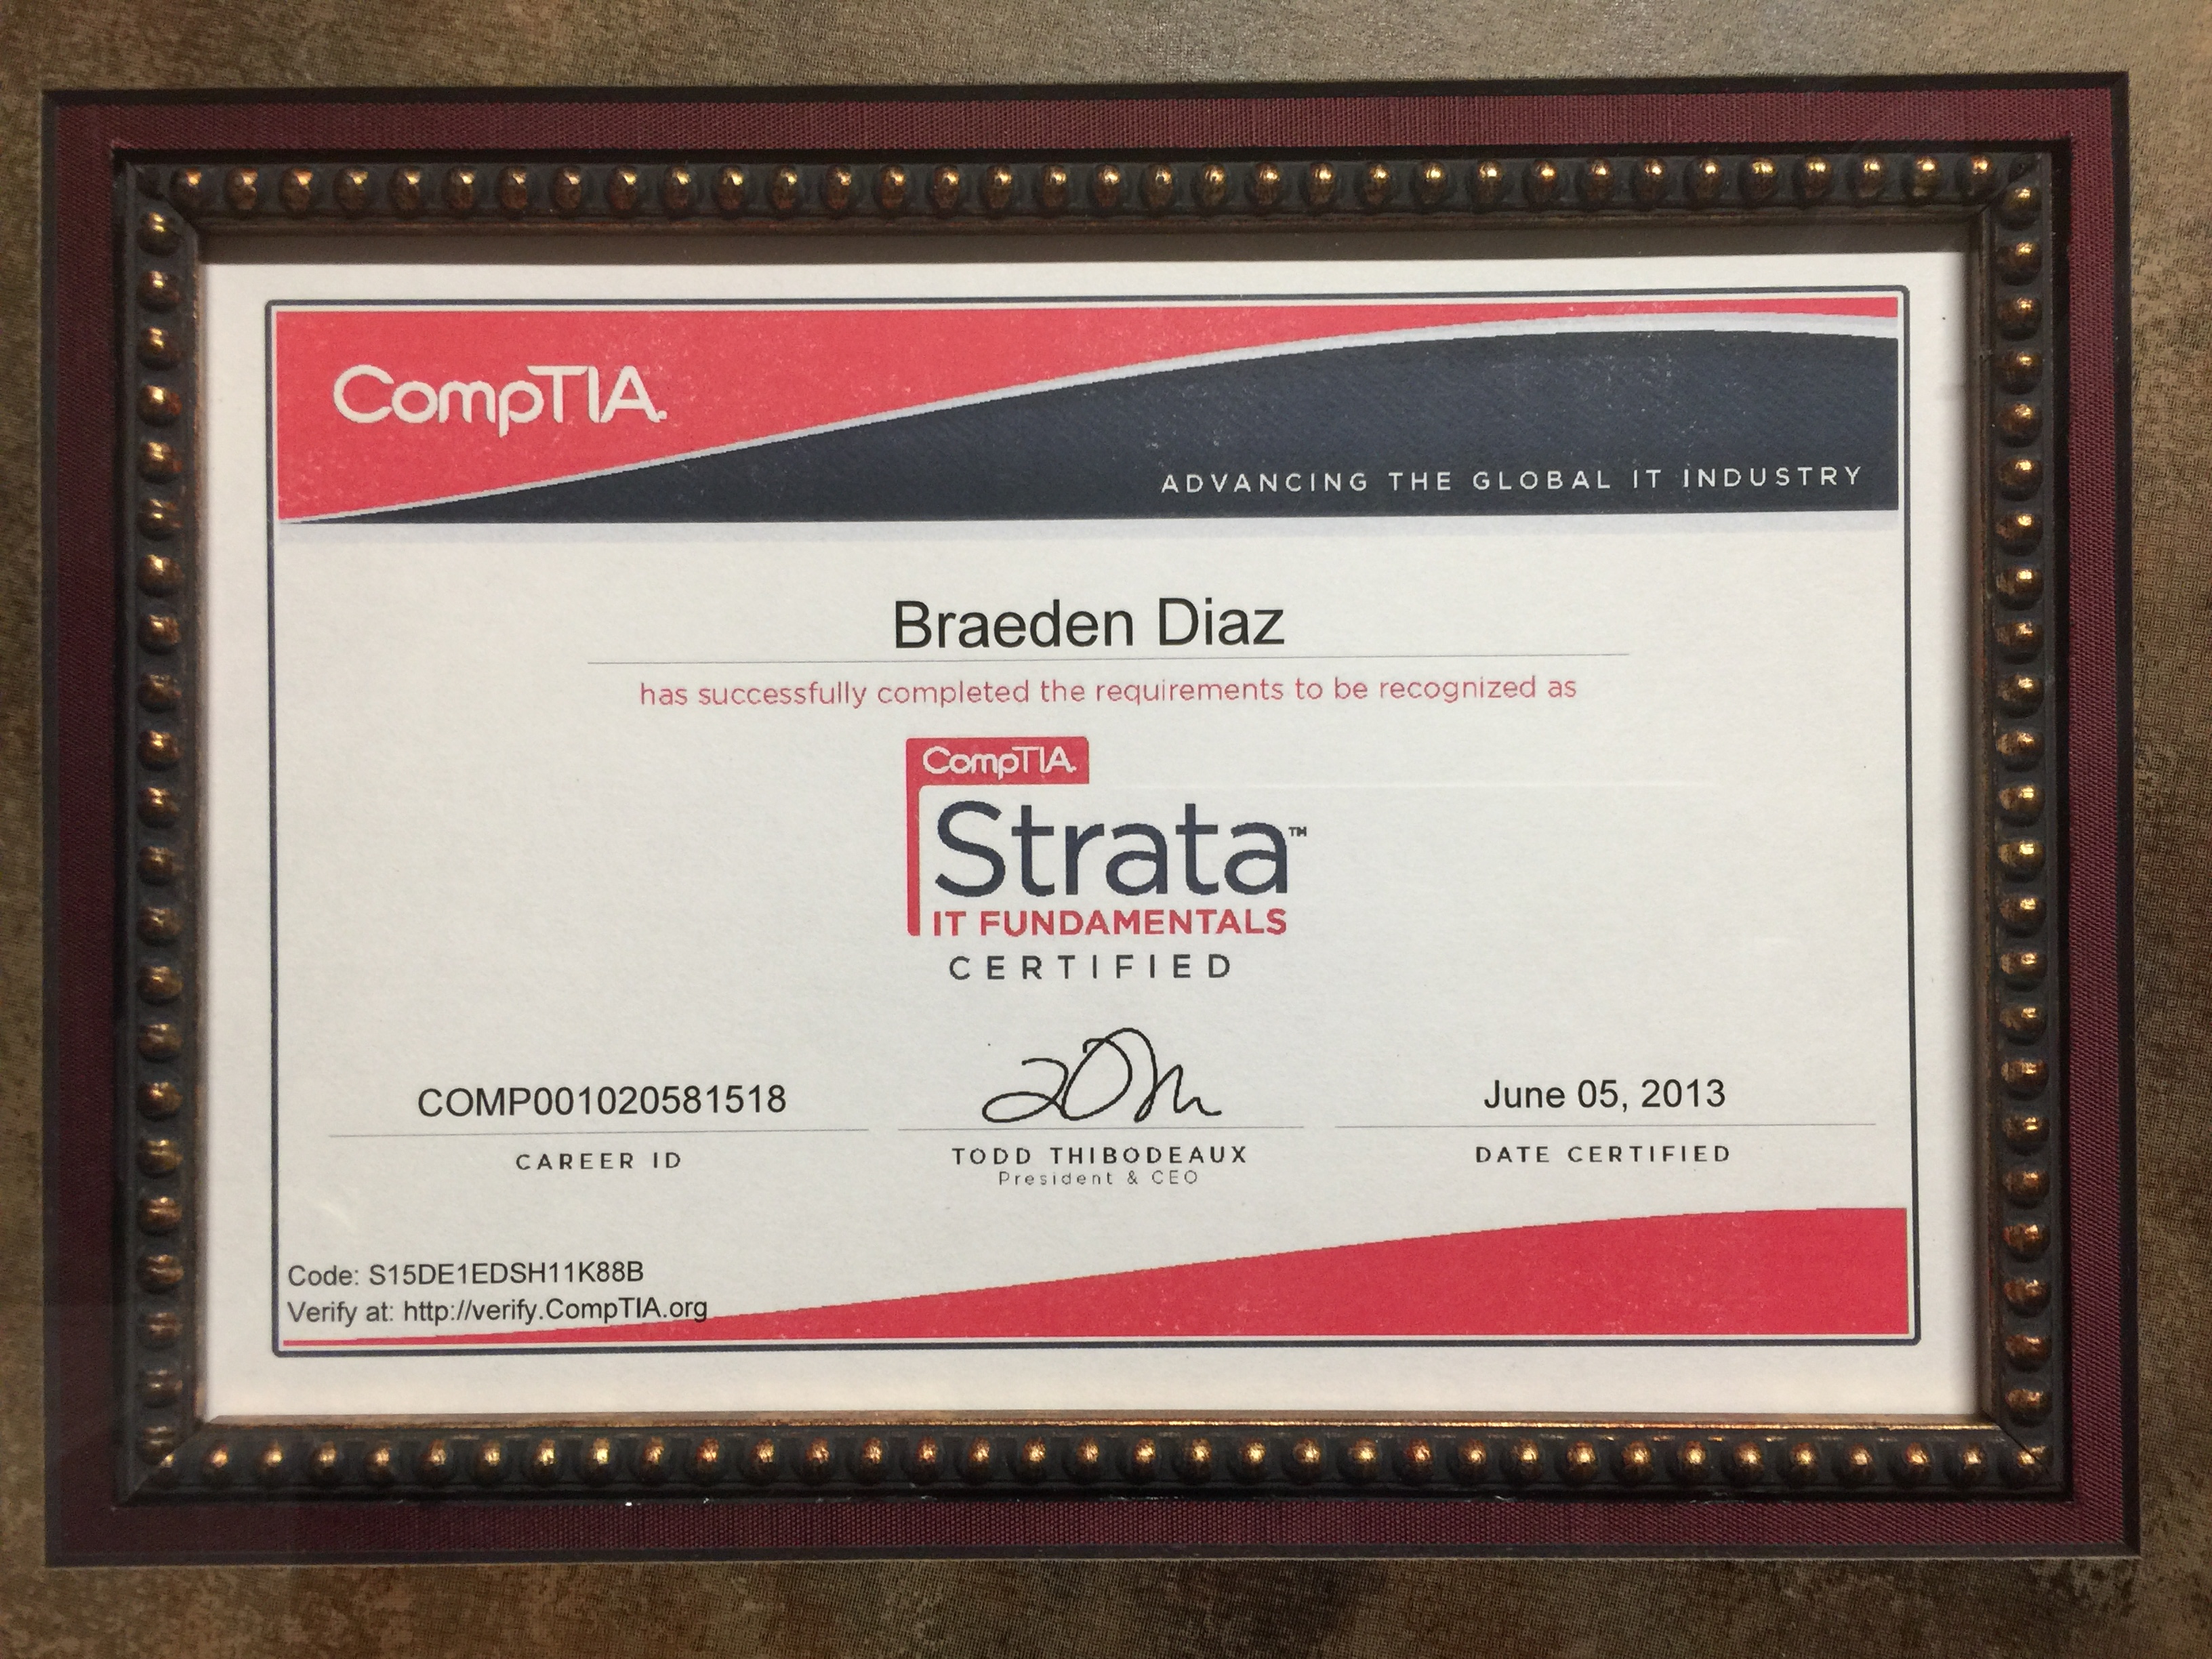 CompTIA.
ADVANCING THE GLOBAL IT INDUSTRY
Braeden Diaz
has successfully completed the requirements to be recognized as
CompTIA.
Strata™
IT FUNDAMENTALS
CERTIFIED
COMP001020581518
CAREER ID
TODD THIBODEAUX
President & CEO
June 05, 2013
DATE CERTIFIED
Code: S15DE1EDSH11K88B
Verify at: http://verify.CompTIA.org